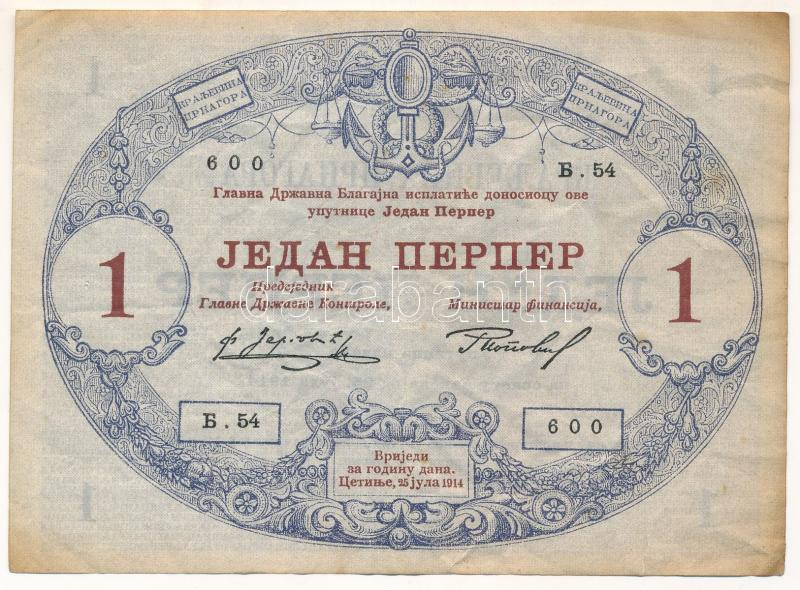 КРАЉЕВИНА
ЦРНАГОРА
КРАЉЕВИНА
ЦРНАГОРА
600
Б. 54
Главна Државна Благајна исплатиће доносиоцу ове
упутнице Један Перпер
ЈЕДАН ПЕРПЕР
1
1
Предсједник
Главне Државне Контроле,
Министар финансија,
darabanth
Б. 54
600
Вриједи
за годину дана.
Цетиње, 25 јула 1914